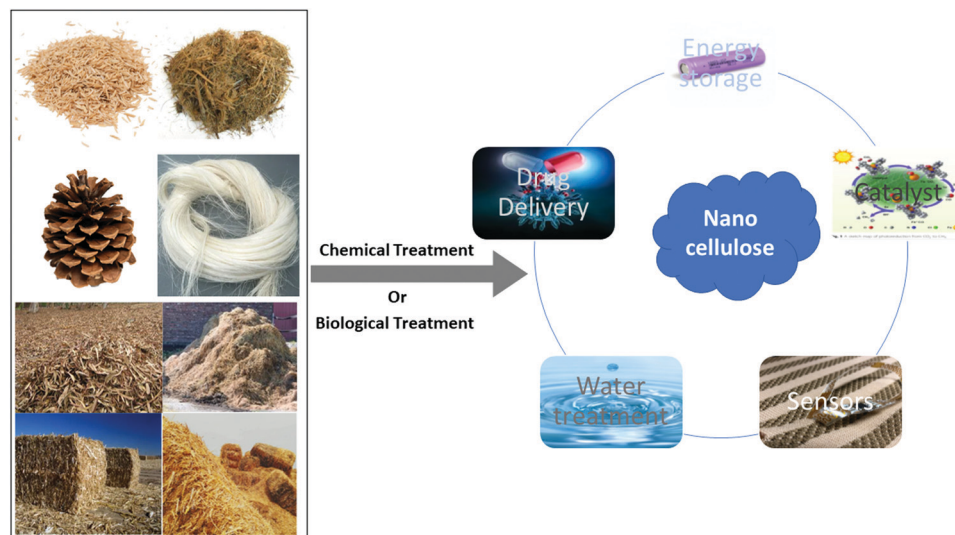 Energy
storage
Drug
Delivery
Catalyst
Nano
cellulose
Chemical Treatment
Or
Biological Treatment
Water
treatment
Sensors